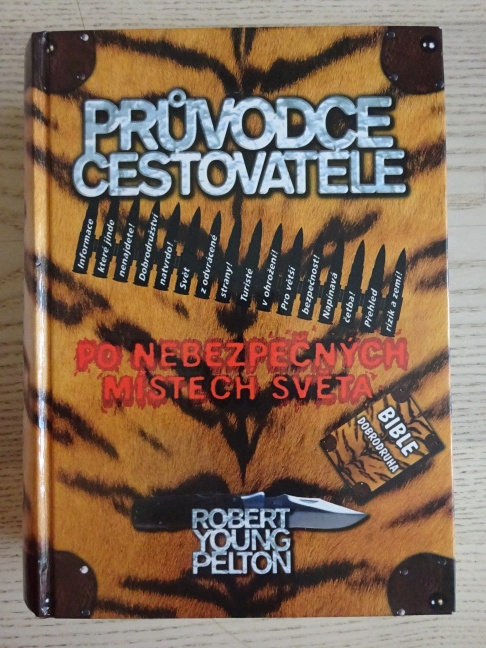 PRŮVODCE
CESTOVATELE
Informace
které jinde
nenajdete!
Dobrodružství
naturdo!
Svět
z odvrácené
strany!
Turisté
v ohrožení!
Pro větší
bezpečnost!
Napínavá
četba!
Přehled
rizik a zemí!
PO NEBEZPEČNÝCH
MÍSTECH SVĚTA
BIBLE
DOBRODRUHA
ROBERT
YOUNG
PELTON